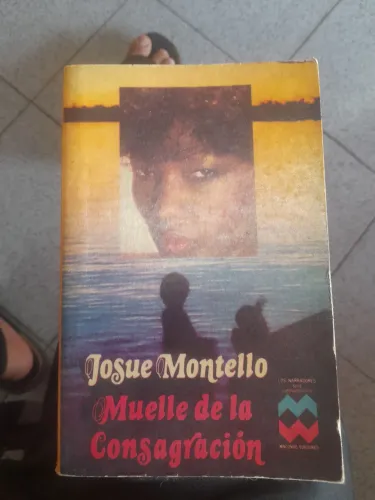 Josue Montello
Muelle de la
Consagración